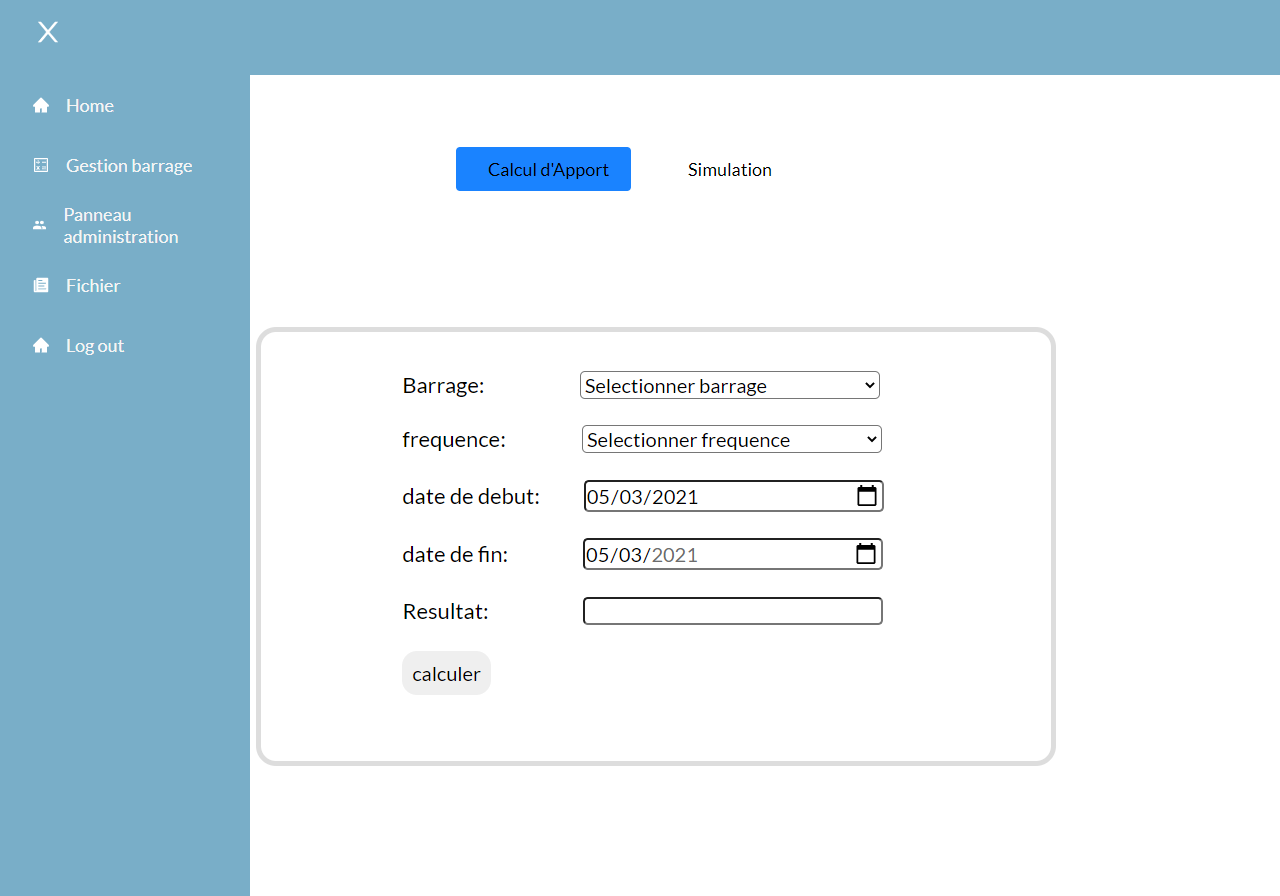 Home
Gestion barrage
Panneau
administration
Fichier
Log out
Calcul d'Apport
Simulation
Barrage:
Selectionner barrage
frequence:
Selectionner frequence
date de debut:
05/03/2021
date de fin:
05/03/2021
Resultat:
calculer